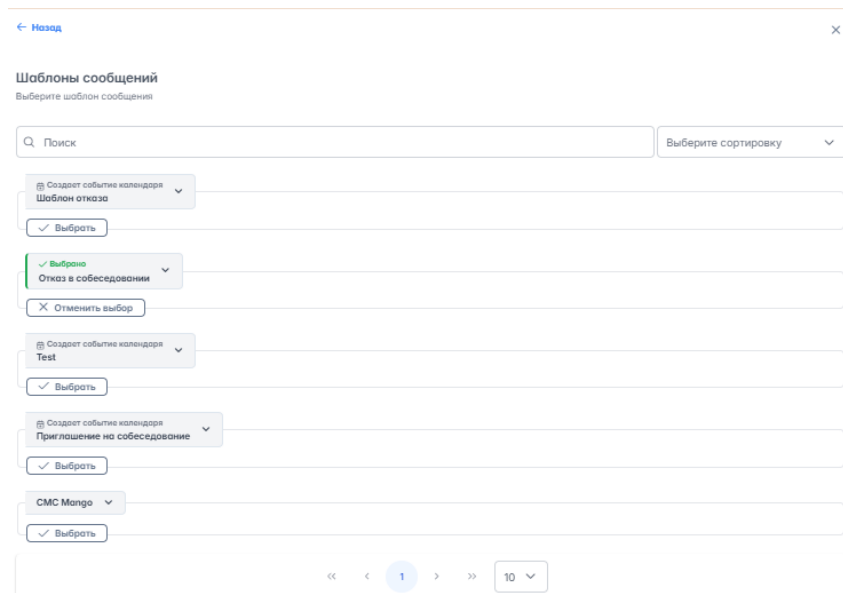 Назад
Шаблоны сообщений
Выберите шаблон сообщения
Поиск
Выберите сортировку
Создает событие календаря
Шаблон отказа
Выбрать
Выбрано
Отказ в собеседовании
Отменить выбор
Создает событие календаря
Test
Выбрать
Создает событие календаря
Приглашение на собеседование
Выбрать
СМС Mango
Выбрать
1
10